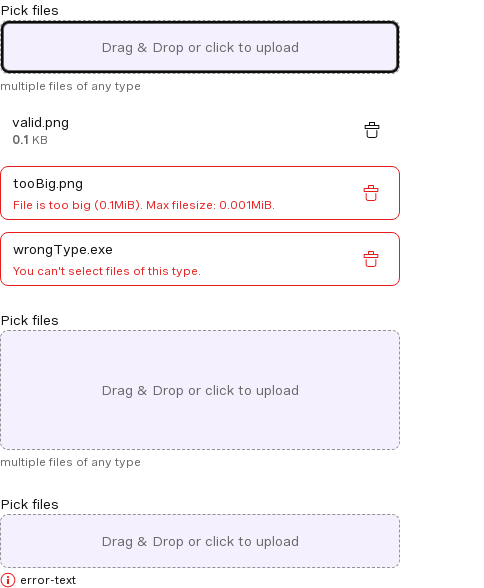 Pick files
Drag & Drop or click to upload
multiple files of any type
valid.png
0.1 KB
tooBig.png
File is too big (0.1MiB). Max filesize: 0.001MiB.
wrongType.exe
You can't select files of this type.
Pick files
Drag & Drop or click to upload
multiple files of any type
Pick files
Drag & Drop or click to upload
error-text